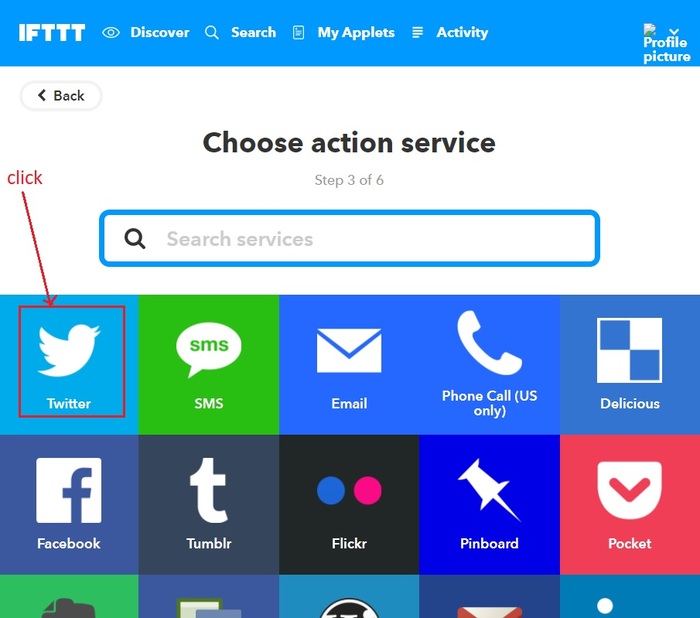 IFTTT Discover Search My Applets Activity
Profile
picture
Back
Choose action service
Step 3 of 6
click
Search services
sms
Twitter SMS Email Phone Call (US
only) Delicious
Facebook Tumblr Flickr Pinboard Pocket